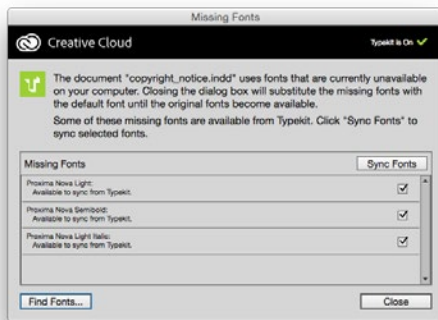 Missing Fonts
Creative Cloud
Typekit is On
The document "copyright_notice.indd" uses fonts that are currently unavailable
on your computer. Closing the dialog box will substitute the missing fonts with
the default font until the original fonts become available.
Some of these missing fonts are available from Typekit. Click "Sync Fonts" to
sync selected fonts.
Missing Fonts
Sync Fonts
Proxima Nova Light:
Available to sync from Typekit.
Proxima Nova Semibold:
Available to sync from Typekit.
Proxima Nova Light Italic:
Available to sync from Typekit.
Find Fonts...
Close